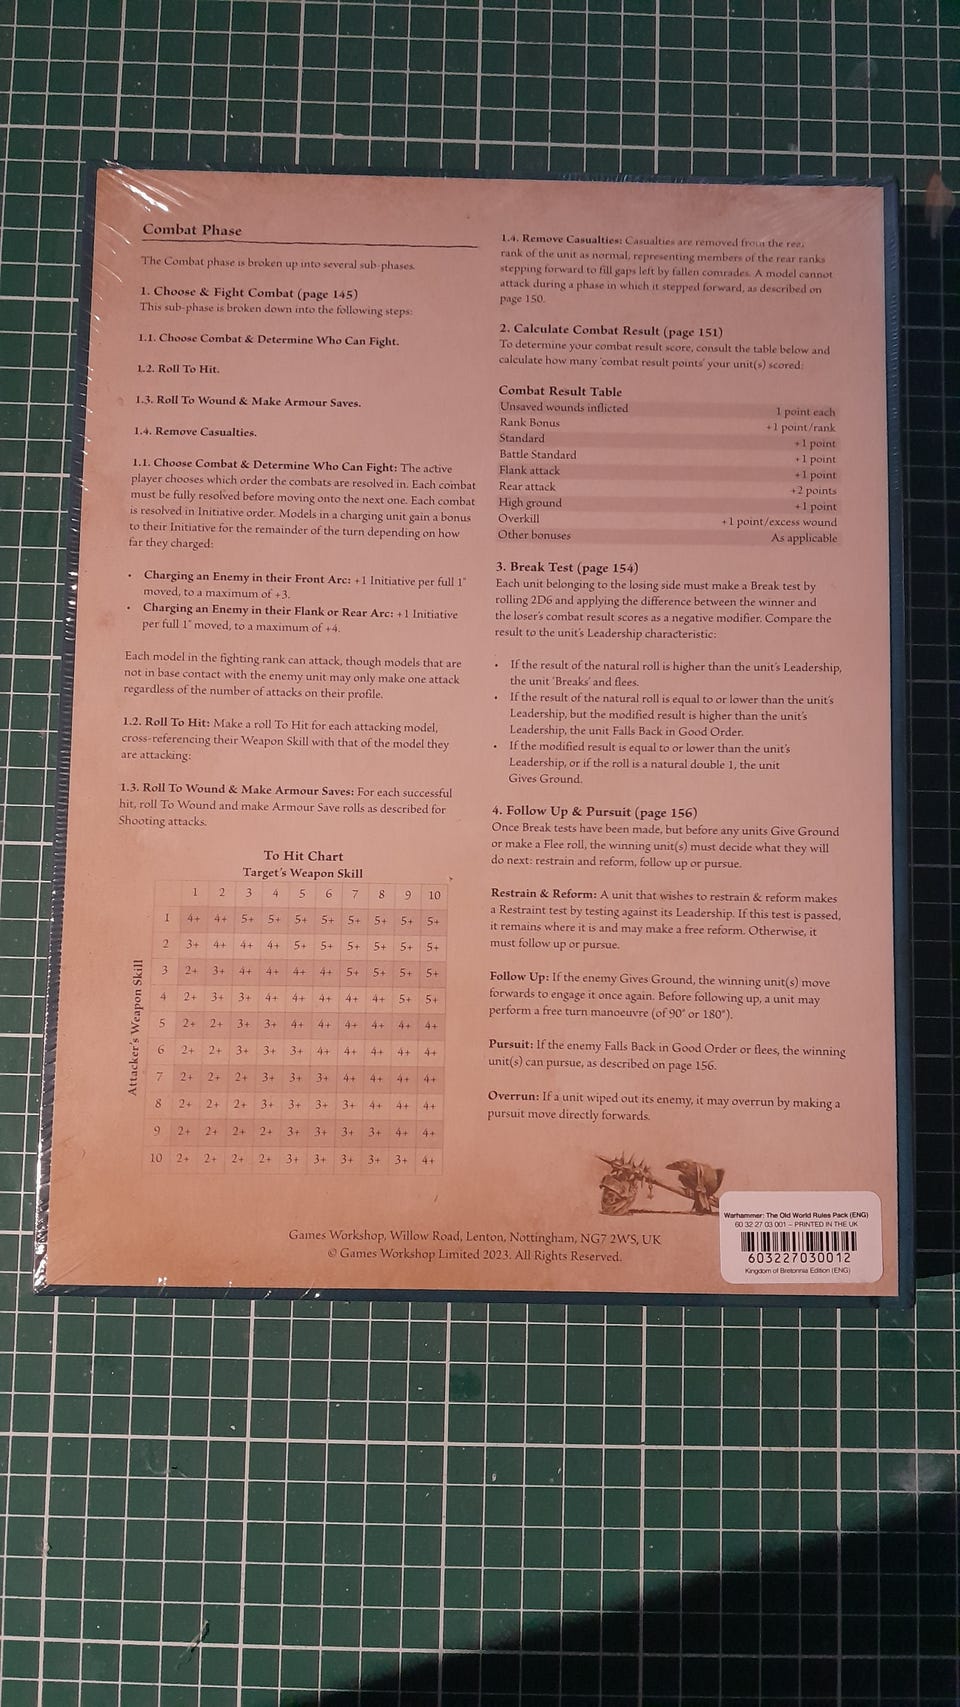 Combat Phase
The Combat phase is broken up into several sub-phases.
1. Choose & Fight Combat (page 145)
This sub-phase is broken down into the following steps:
1.1. Choose Combat & Determine Who Can Fight.
1.2. Roll To Hit.
1.3. Roll To Wound & Make Armour Saves.
1.4. Remove Casualties.
1.1. Choose Combat & Determine Who Can Fight: The active
player chooses which order the combats are resolved in. Each combat
must be fully resolved before moving onto the next one. Each combat
is resolved in Initiative order. Models in a charging unit gain a bonus
to their Initiative for the remainder of the turn depending on how
far they charged:
• Charging an Enemy in their Front Arc: +1 Initiative per full 1"
moved, to a maximum of +3.
• Charging an Enemy in their Flank or Rear Arc: +1 Initiative
per full 1" moved, to a maximum of +4.
Each model in the fighting rank can attack, though models that are
not in base contact with the enemy unit may only make one attack
regardless of the number of attacks on their profile.
1.2. Roll To Hit: Make a roll To Hit for each attacking model,
cross-referencing their Weapon Skill with that of the model they
are attacking:
1.3. Roll To Wound & Make Armour Saves: For each successful
hit, roll To Wound and make Armour Save rolls as described for
Shooting attacks.
To Hit Chart
Target's Weapon Skill
Attacker's Weapon Skill
1 2 3 4 5 6 7 8 9 10
1 4+ 4+ 5+ 5+ 5+ 5+ 5+ 5+ 5+ 5+
2 3+ 4+ 4+ 4+ 5+ 5+ 5+ 5+ 5+ 5+
3 2+ 3+ 4+ 4+ 4+ 4+ 5+ 5+ 5+ 5+
4 2+ 3+ 3+ 4+ 4+ 4+ 4+ 4+ 5+ 5+
5 2+ 2+ 3+ 3+ 4+ 4+ 4+ 4+ 4+ 4+
6 2+ 2+ 3+ 3+ 3+ 4+ 4+ 4+ 4+ 4+
7 2+ 2+ 2+ 3+ 3+ 3+ 4+ 4+ 4+ 4+
8 2+ 2+ 2+ 3+ 3+ 3+ 3+ 4+ 4+ 4+
9 2+ 2+ 2+ 2+ 3+ 3+ 3+ 3+ 4+ 4+
10 2+ 2+ 2+ 2+ 3+ 3+ 3+ 3+ 3+ 4+
1.4. Remove Casualties: Casualties are removed from the rear
rank of the unit as normal, representing members of the rear ranks
stepping forward to fill gaps left by fallen comrades. A model cannot
attack during a phase in which it stepped forward, as described on
page 150.
2. Calculate Combat Result (page 151)
To determine your combat result score, consult the table below and
calculate how many 'combat result points' your unit(s) scored:
Combat Result Table
Unsaved wounds inflicted 1 point each
Rank Bonus +1 point/rank
Standard +1 point
Battle Standard +1 point
Flank attack +1 point
Rear attack +2 points
High ground +1 point
Overkill +1 point/excess wound
Other bonuses As applicable
3. Break Test (page 154)
Each unit belonging to the losing side must make a Break test by
rolling 2D6 and applying the difference between the winner and
the loser's combat result scores as a negative modifier. Compare the
result to the unit's Leadership characteristic:
• If the result of the natural roll is higher than the unit's Leadership,
the unit 'Breaks' and flees.
• If the result of the natural roll is equal to or lower than the unit's
Leadership, but the modified result is higher than the unit's
Leadership, the unit Falls Back in Good Order.
• If the modified result is equal to or lower than the unit's
Leadership, or if the roll is a natural double 1, the unit
Gives Ground.
4. Follow Up & Pursuit (page 156)
Once Break tests have been made, but before any units Give Ground
or make a Flee roll, the winning unit(s) must decide what they will
do next: restrain and reform, follow up or pursue.
Restrain & Reform: A unit that wishes to restrain & reform makes
a Restraint test by testing against its Leadership. If this test is passed,
it remains where it is and may make a free reform. Otherwise, it
must follow up or pursue.
Follow Up: If the enemy Gives Ground, the winning unit(s) move
forwards to engage it once again. Before following up, a unit may
perform a free turn manoeuvre (of 90° or 180°).
Pursuit: If the enemy Falls Back in Good Order or flees, the winning
unit(s) can pursue, as described on page 156.
Overrun: If a unit wiped out its enemy, it may overrun by making a
pursuit move directly forwards.
Games Workshop, Willow Road, Lenton, Nottingham, NG7 2WS, UK
© Games Workshop Limited 2023. All Rights Reserved.
Warhammer: The Old World Rules Pack (ENG)
60 32 27 03 001 – PRINTED IN THE UK
603227030012
Kingdom of Bretonnia Edition (ENG)